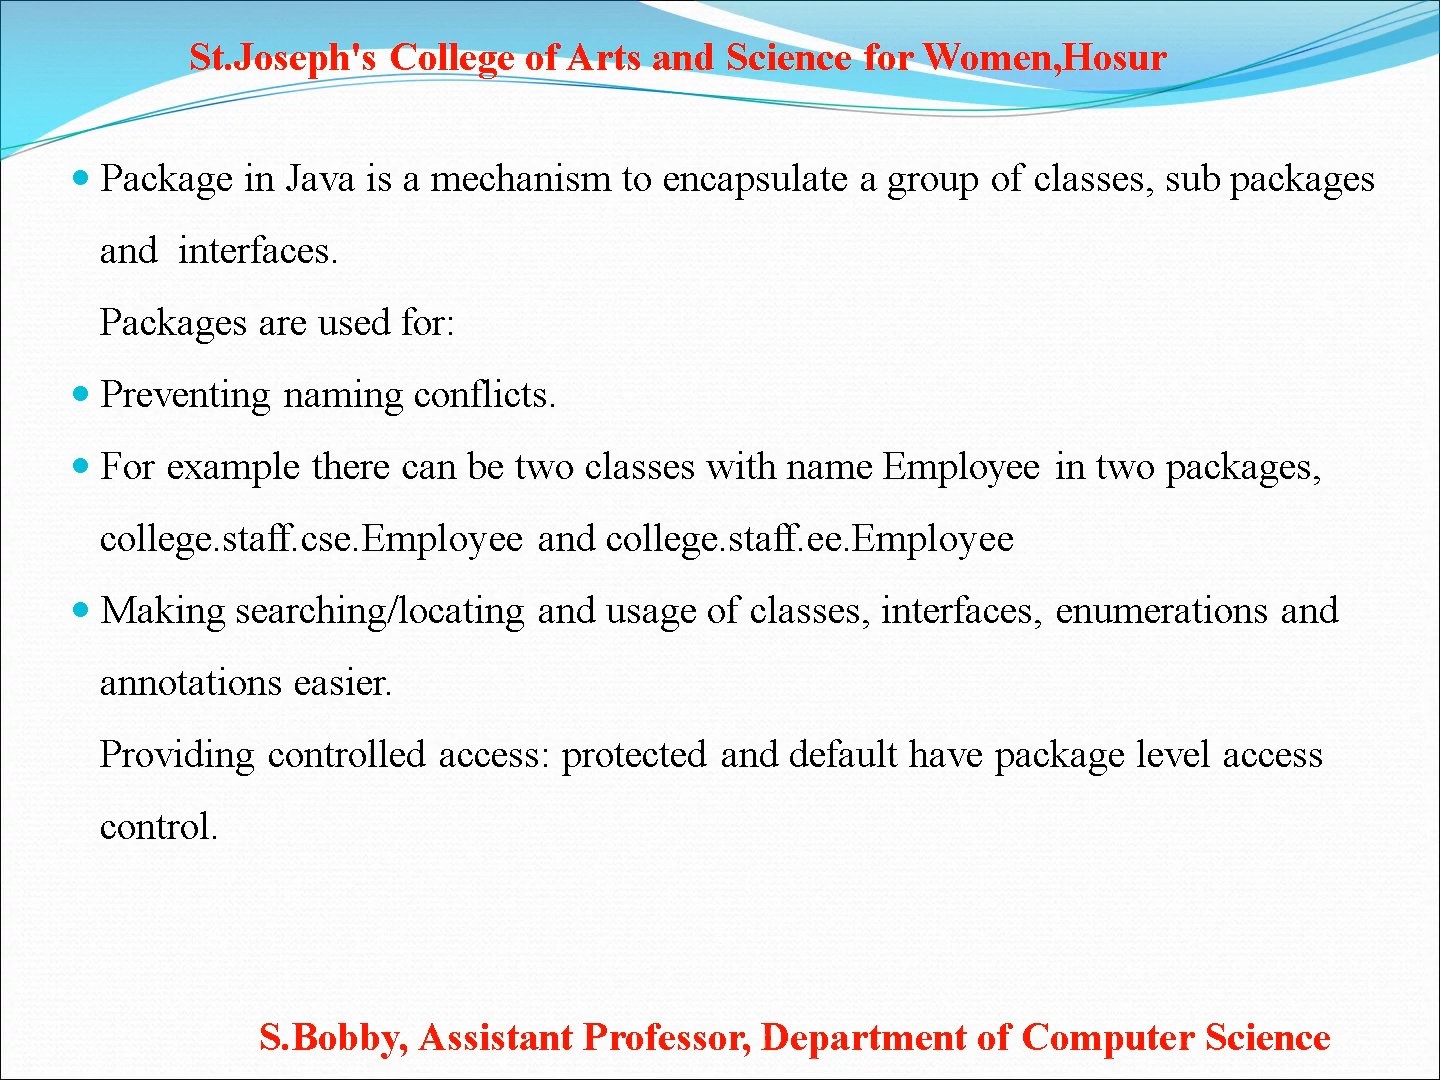 St.Joseph's College of Arts and Science for Women,Hosur
• Package in Java is a mechanism to encapsulate a group of classes, sub packages
and  interfaces.
Packages are used for:
• Preventing naming conflicts.
• For example there can be two classes with name Employee in two packages,
college.staff.cse.Employee and college.staff.ee.Employee
• Making searching/locating and usage of classes, interfaces, enumerations and
annotations easier.
Providing controlled access: protected and default have package level access
control.
S.Bobby, Assistant Professor, Department of Computer Science